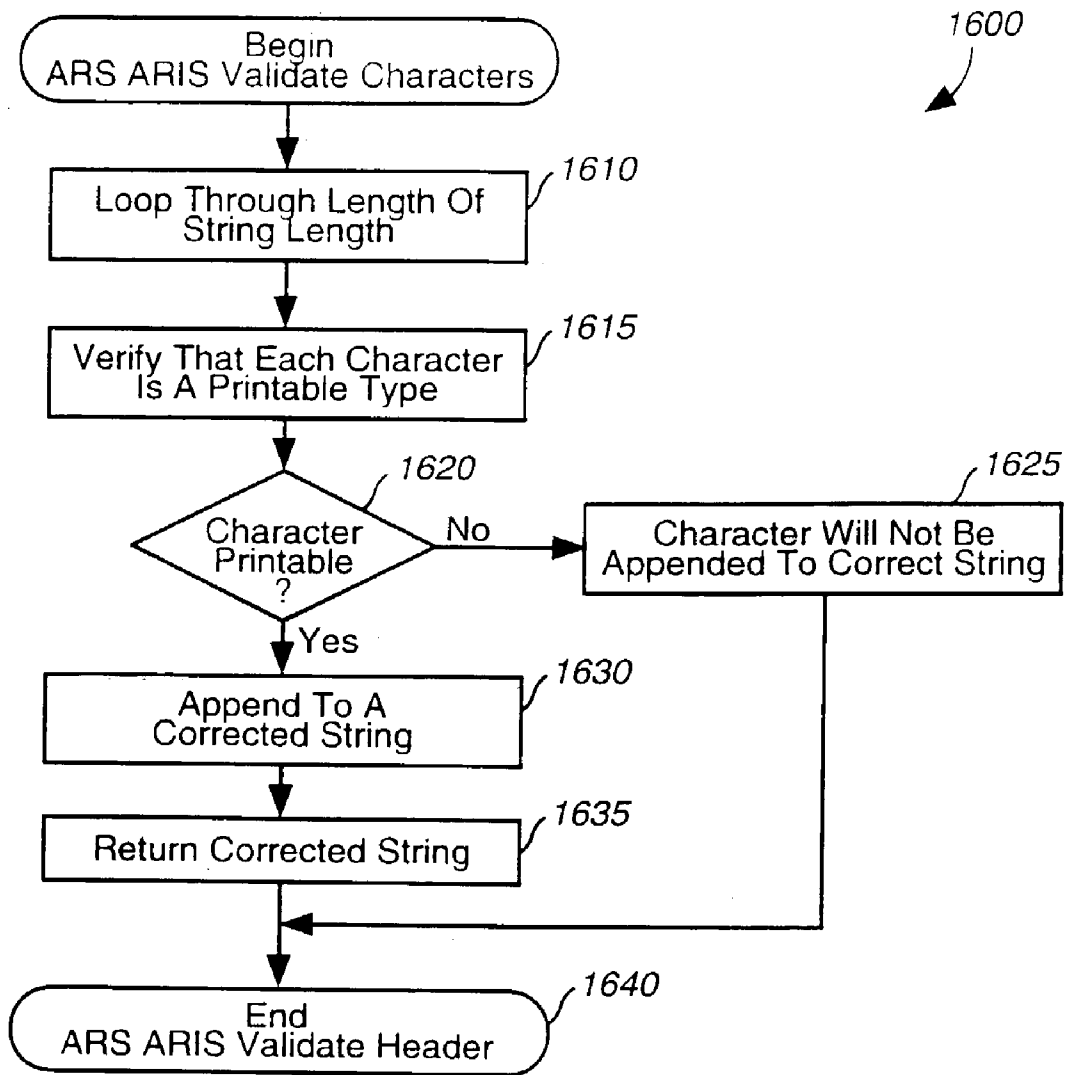 Begin
ARS ARIS Validate Characters
1600
1610
Loop Through Length Of
String Length
1615
Verify That Each Character
Is A Printable Type
1620
Character
Printable
?
No
1625
Character Will Not Be
Appended To Correct String
Yes
1630
Append To A
Corrected String
1635
Return Corrected String
1640
End
ARS ARIS Validate Header